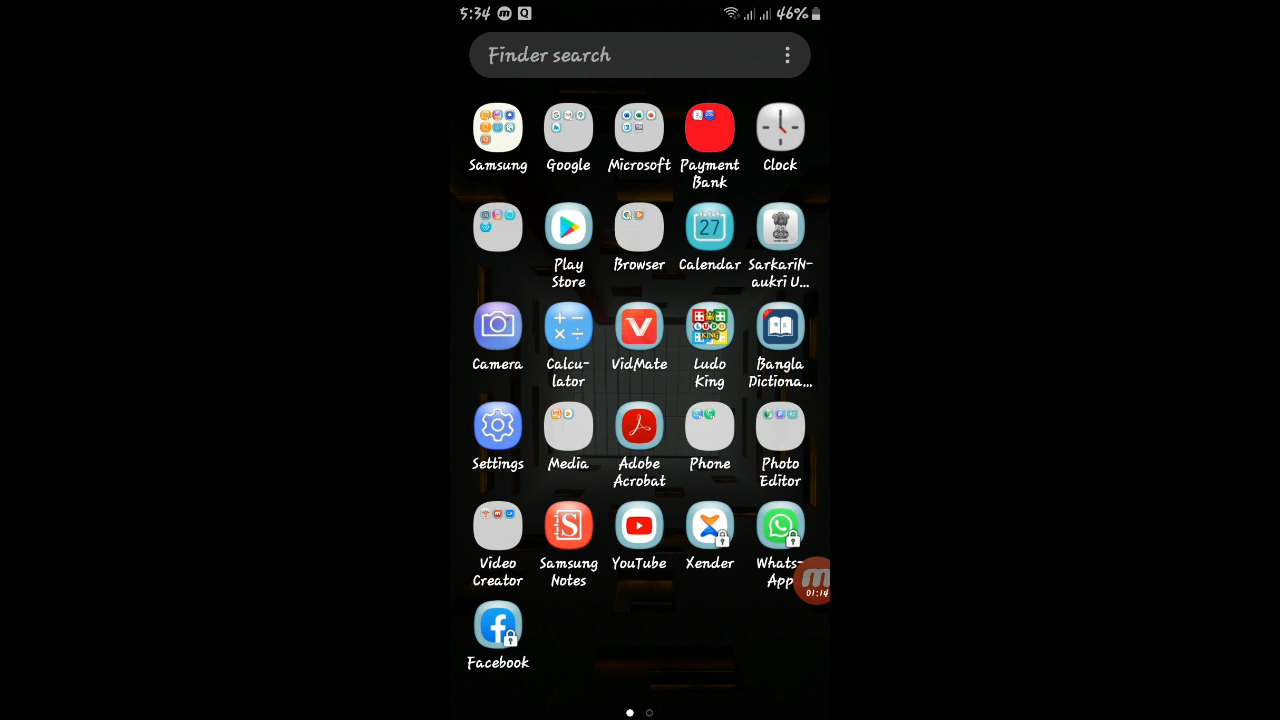 5:34 46%
Finder search
Samsung Google Microsoft Payment Clock
Bank
Play Browser Calendar SarkariN-
Store aukri U...
27
Camera Calcu- VidMate Ludo Bangla
lator King Dictiona...
LUDO
KING
Settings Media Adobe Phone Photo
Acrobat Editor
Video Samsung YouTube Xender Whats-
Creator Notes App
01:14
Facebook